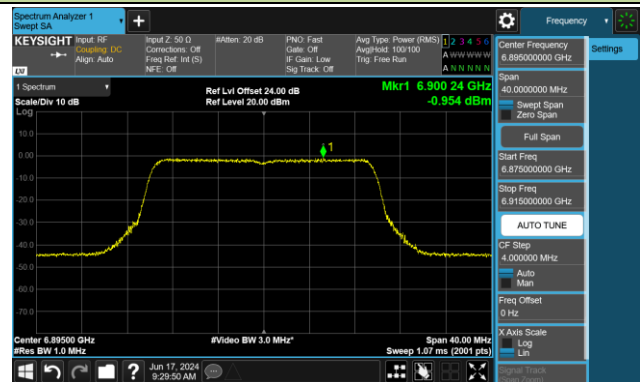 Spectrum Analyzer 1
Swept SA
Frequency
KEYSIGHT
Input: RF
Coupling: DC
Align: Auto
Input Z: 50 Ω
Corrections: Off
Freq Ref: Int (S)
NFE: Off
#Atten: 20 dB
PNO: Fast
Gate: Off
IF Gain: Low
Sig Track: Off
Avg Type: Power (RMS)
Avg|Hold: 100/100
Trig: Free Run
1 2 3 4 5 6
A W W W W W
A N N N N N
LXI
1 Spectrum
Scale/Div 10 dB
Log
Ref Lvl Offset 24.00 dB
Ref Level 20.00 dBm
Mkr1 6.900 24 GHz
-0.954 dBm
10.0
0.00
-10.0
-20.0
-30.0
-40.0
-50.0
-60.0
-70.0
1
Center 6.89500 GHz
#Res BW 1.0 MHz
#Video BW 3.0 MHz*
Span 40.00 MHz
Sweep 1.07 ms (2001 pts)
Center Frequency
6.895000000 GHz
Settings
Span
40.0000000 MHz
Swept Span
Zero Span
Full Span
Start Freq
6.875000000 GHz
Stop Freq
6.915000000 GHz
AUTO TUNE
CF Step
4.000000 MHz
Auto
Man
Freq Offset
0 Hz
X Axis Scale
Log
Lin
Signal Track
(Span Zoom)
Jun 17, 2024
9:29:50 AM